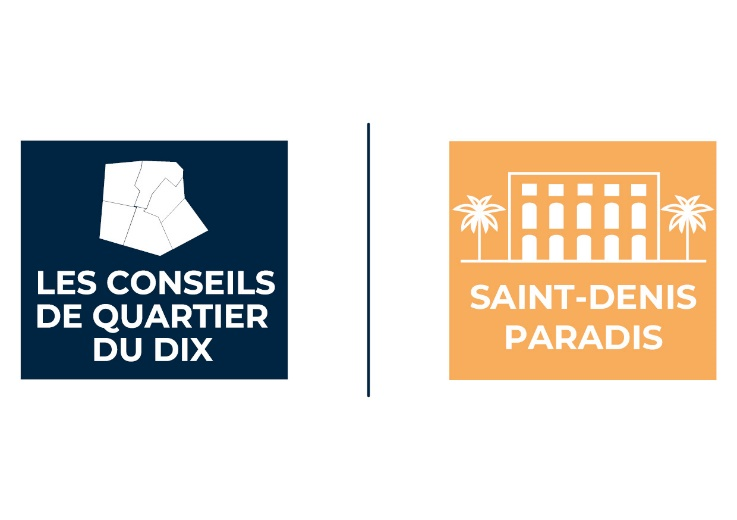 LES CONSEILS
DE QUARTIER
DU DIX
SAINT-DENIS
PARADIS